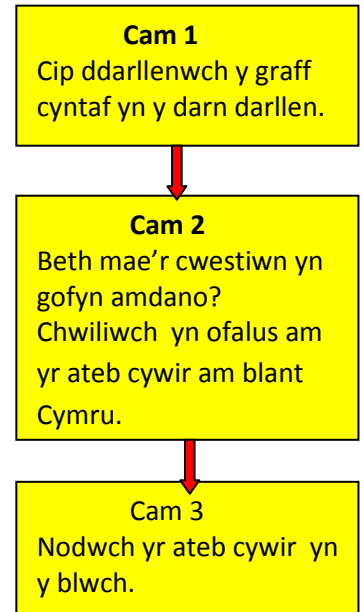 Cam 1
Cip ddarllenwch y graff
cyntaf yn y darn darllen.
Cam 2
Beth mae'r cwestiwn yn
gofyn amdano?
Chwiliwch yn ofalus am
yr ateb cywir am blant
Cymru.
Cam 3
Nodwch yr ateb cywir yn
y blwch.